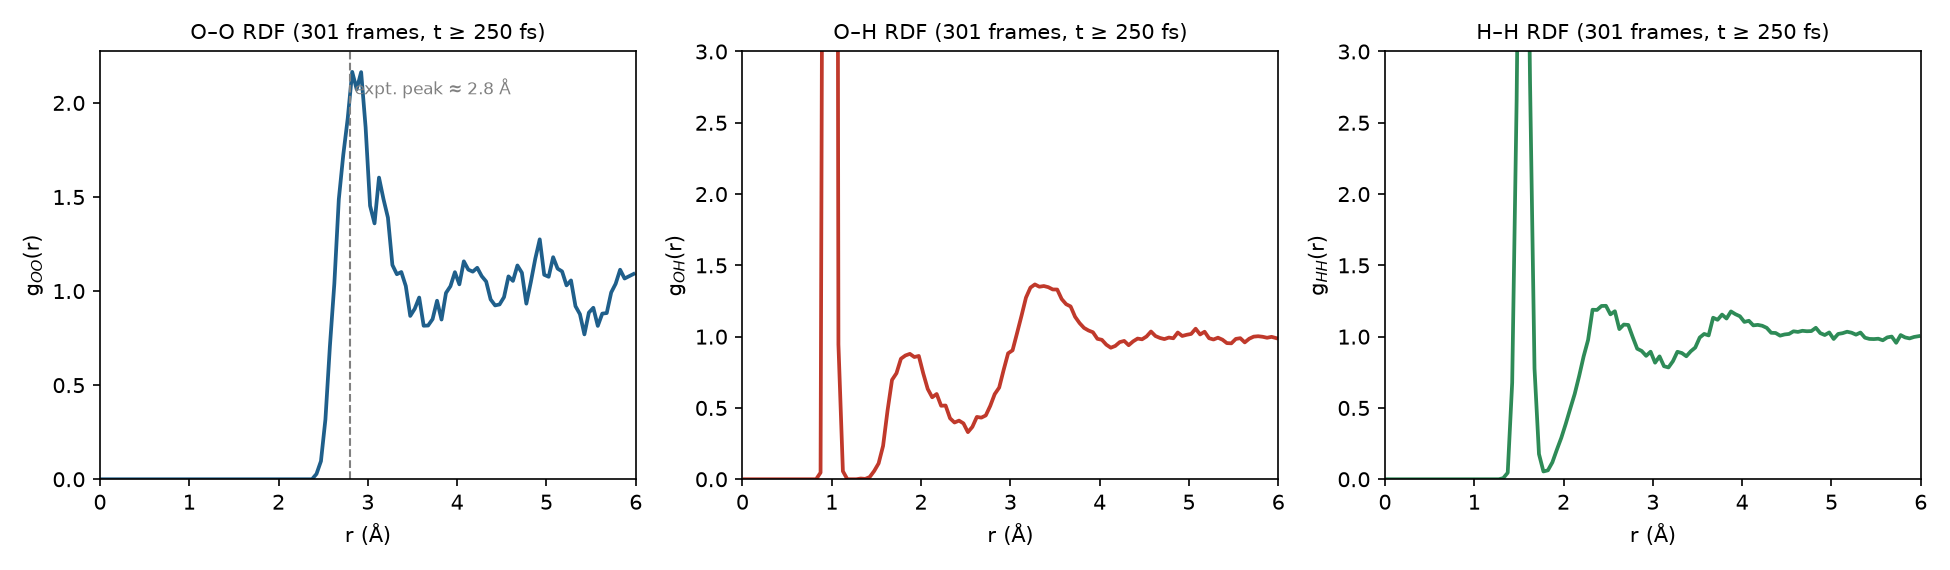 O–O RDF (301 frames, t ≥ 250 fs)
expt. peak ≈ 2.8 Å
g_OO(r)
2.0
1.5
1.0
0.5
0.0
0 1 2 3 4 5 6
r (Å)
O–H RDF (301 frames, t ≥ 250 fs)
g_OH(r)
3.0
2.5
2.0
1.5
1.0
0.5
0.0
0 1 2 3 4 5 6
r (Å)
H–H RDF (301 frames, t ≥ 250 fs)
g_HH(r)
3.0
2.5
2.0
1.5
1.0
0.5
0.0
0 1 2 3 4 5 6
r (Å)